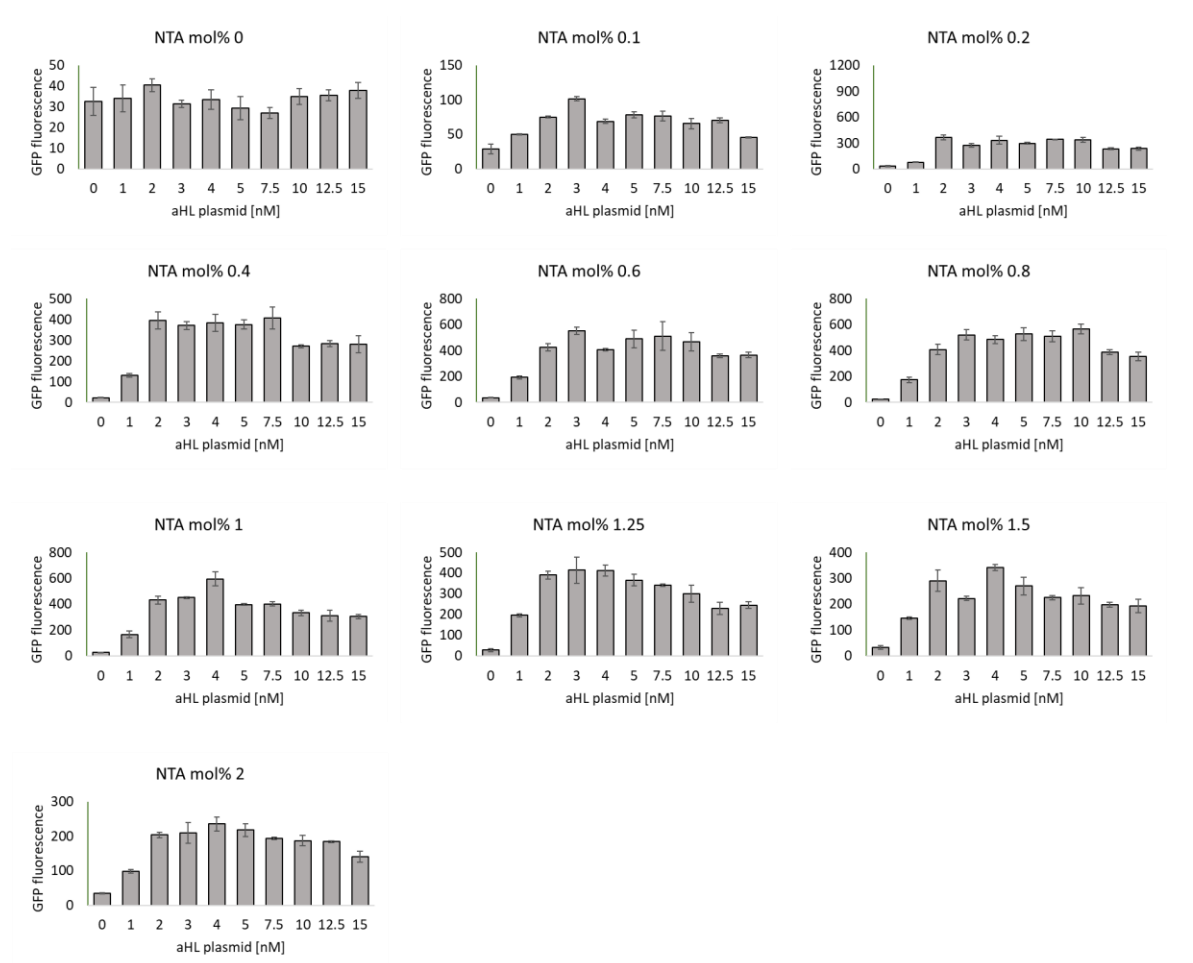 NTA mol% 0
GFP fluorescence
50
40
30
20
10
0
0 1 2 3 4 5 7.5 10 12.5 15
aHL plasmid [nM]
NTA mol% 0.1
GFP fluorescence
150
100
50
0
0 1 2 3 4 5 7.5 10 12.5 15
aHL plasmid [nM]
NTA mol% 0.2
GFP fluorescence
1200
900
600
300
0
0 1 2 3 4 5 7.5 10 12.5 15
aHL plasmid [nM]
NTA mol% 0.4
GFP fluorescence
500
400
300
200
100
0
0 1 2 3 4 5 7.5 10 12.5 15
aHL plasmid [nM]
NTA mol% 0.6
GFP fluorescence
800
600
400
200
0
0 1 2 3 4 5 7.5 10 12.5 15
aHL plasmid [nM]
NTA mol% 0.8
GFP fluorescence
800
600
400
200
0
0 1 2 3 4 5 7.5 10 12.5 15
aHL plasmid [nM]
NTA mol% 1
GFP fluorescence
800
600
400
200
0
0 1 2 3 4 5 7.5 10 12.5 15
aHL plasmid [nM]
NTA mol% 1.25
GFP fluorescence
500
400
300
200
100
0
0 1 2 3 4 5 7.5 10 12.5 15
aHL plasmid [nM]
NTA mol% 1.5
GFP fluorescence
400
300
200
100
0
0 1 2 3 4 5 7.5 10 12.5 15
aHL plasmid [nM]
NTA mol% 2
GFP fluorescence
300
200
100
0
0 1 2 3 4 5 7.5 10 12.5 15
aHL plasmid [nM]